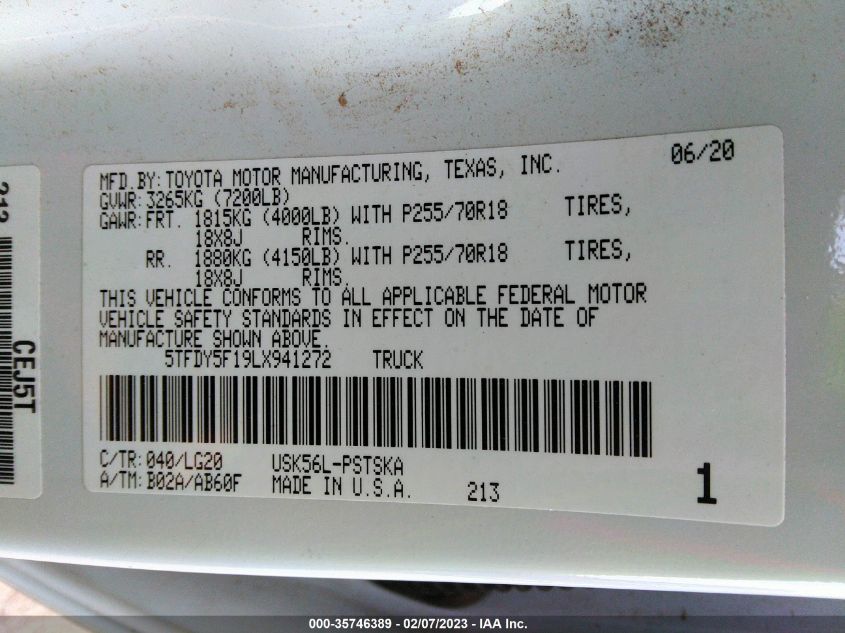 MFD.BY:TOYOTA MOTOR MANUFACTURING, TEXAS, INC. 06/20
GVWR:3265KG (7200LB)
GAWR:FRT. 1815KG (4000LB) WITH P255/70R18 TIRES,
18X8J RIMS.
RR. 1880KG (4150LB) WITH P255/70R18 TIRES,
18X8J RIMS.
THIS VEHICLE CONFORMS TO ALL APPLICABLE FEDERAL MOTOR
VEHICLE SAFETY STANDARDS IN EFFECT ON THE DATE OF
MANUFACTURE SHOWN ABOVE.
5TFDY5F19LX941272 TRUCK
C/TR:040/LG20 USK56L-PSTSKA
A/TM:B02A/AB60F MADE IN U.S.A. 213 1
213
CEJ5T
000-35746389 - 02/07/2023 - IAA Inc.